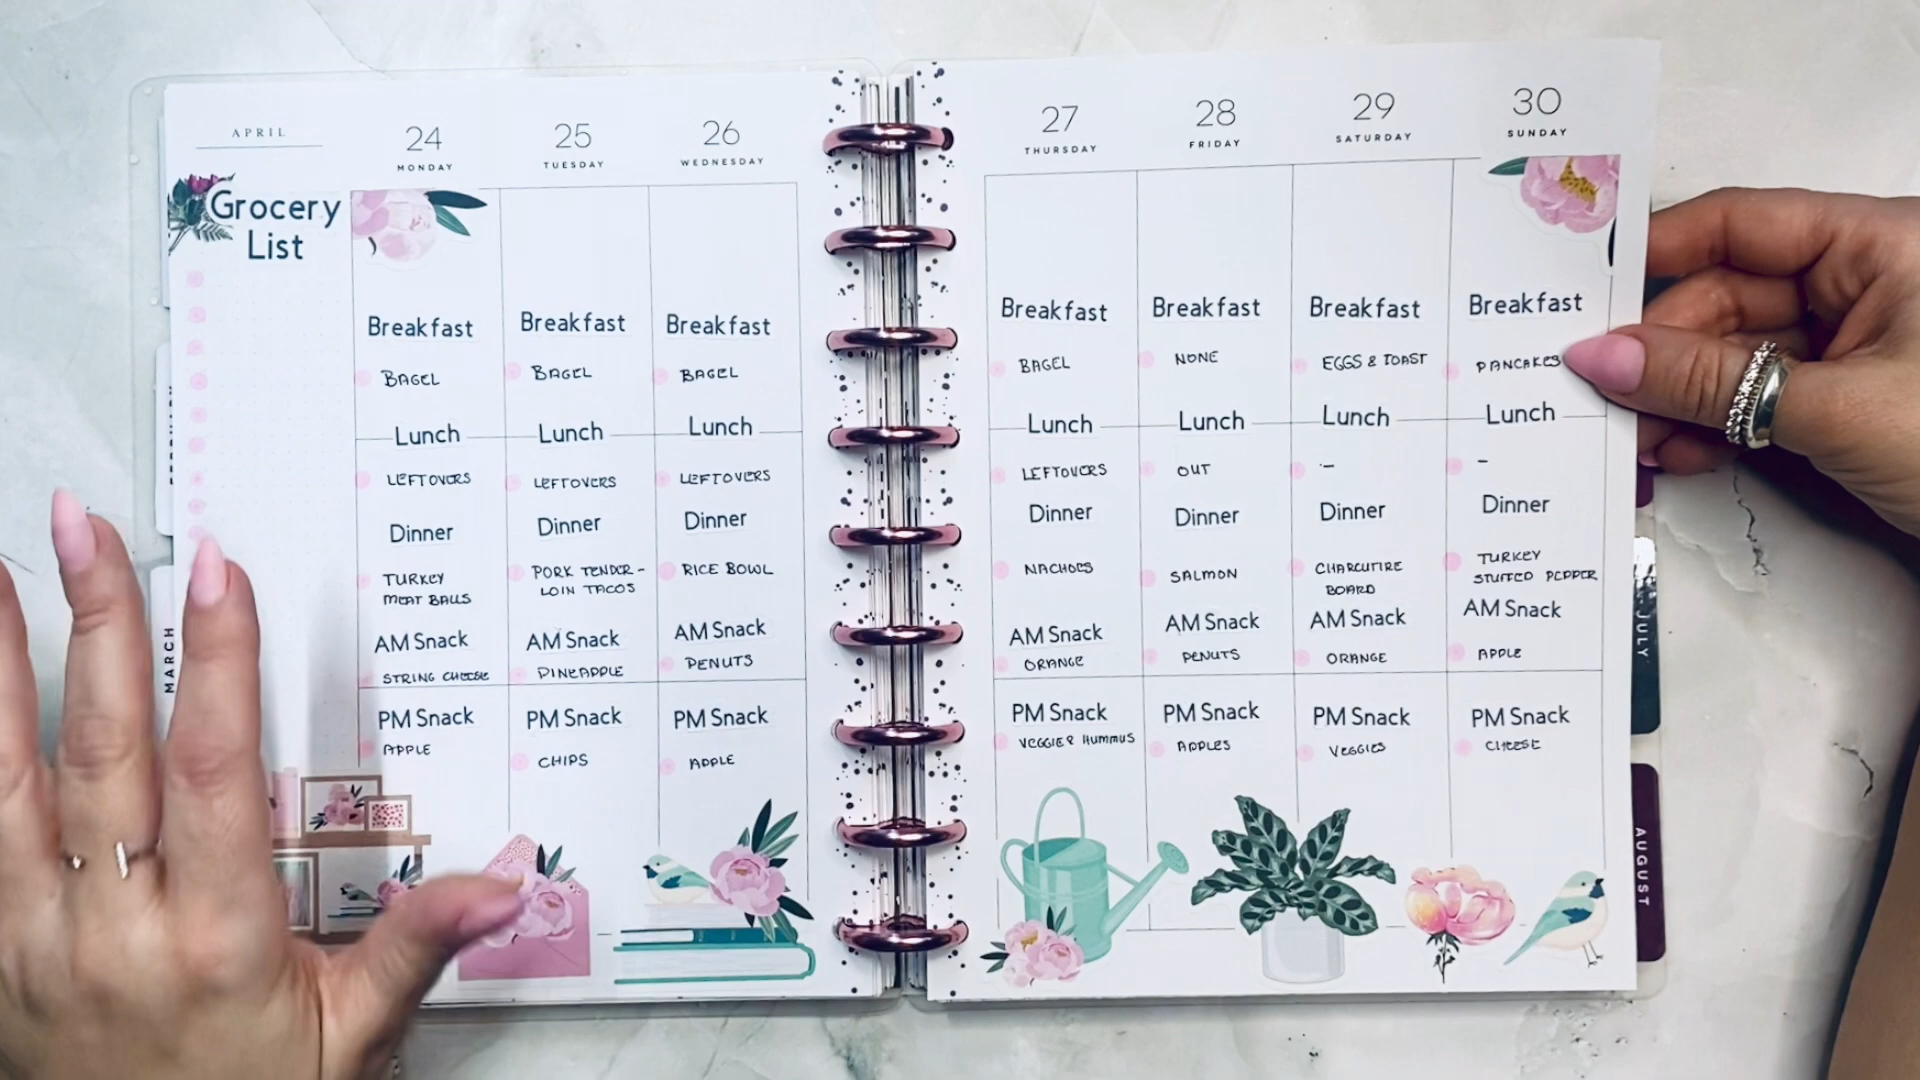 APRIL
Grocery
List
24
MONDAY
Breakfast
BAGEL
Lunch
LEFTOVERS
Dinner
TURKEY
MEAT BALLS
AM Snack
STRING CHEESE
PM Snack
APPLE
25
TUESDAY
Breakfast
BAGEL
Lunch
LEFTOVERS
Dinner
PORK TENDER-
LOIN TACOS
AM Snack
PINEAPPLE
PM Snack
CHIPS
26
WEDNESDAY
Breakfast
BAGEL
Lunch
LEFTOVERS
Dinner
RICE BOWL
AM Snack
PENUTS
PM Snack
APPLE
27
THURSDAY
Breakfast
BAGEL
Lunch
LEFTOVERS
Dinner
NACHOES
AM Snack
ORANGE
PM Snack
VEGGIE & HUMMUS
28
FRIDAY
Breakfast
NONE
Lunch
OUT
Dinner
SALMON
AM Snack
PENUTS
PM Snack
APPLES
29
SATURDAY
Breakfast
EGGS & TOAST
Lunch
-
Dinner
CHARCUTIRE
BOARD
AM Snack
ORANGE
PM Snack
VEGGIES
30
SUNDAY
Breakfast
PANCAKES
Lunch
-
Dinner
TURKEY
STUFFED PEPPER
AM Snack
APPLE
PM Snack
CHEESE
MARCH
JULY
AUGUST